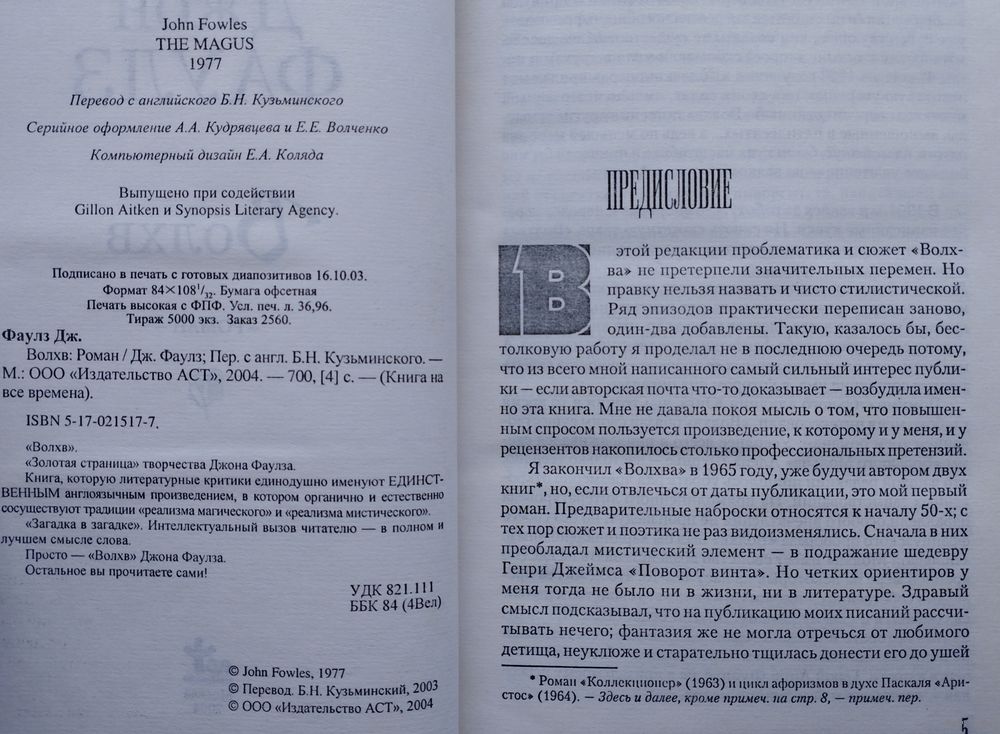 John Fowles
THE MAGUS
1977
Перевод с английского Б.Н. Кузьминского
Серийное оформление А.А. Кудрявцева и Е.Е. Волченко
Компьютерный дизайн Е.А. Коляда
Выпущено при содействии
Gillon Aitken и Synopsis Literary Agency.
Подписано в печать с готовых диапозитивов 16.10.03.
Формат 84×108¹/₃₂. Бумага офсетная
Печать высокая с ФПФ. Усл. печ. л. 36,96.
Тираж 5000 экз. Заказ 2560.
Фаулз Дж.
Волхв: Роман / Дж. Фаулз; Пер. с англ. Б.Н. Кузьминского. —
М.: ООО «Издательство АСТ», 2004. — 700, [4] с. — (Книга на
все времена).
ISBN 5-17-021517-7.
«Волхв».
«Золотая страница» творчества Джона Фаулза.
Книга, которую литературные критики единодушно именуют ЕДИНСТ-
ВЕННЫМ англоязычным произведением, в котором органично и естественно
сосуществуют традиции «реализма магического» и «реализма мистического».
«Загадка в загадке». Интеллектуальный вызов читателю — в полном и
лучшем смысле слова.
Просто — «Волхв» Джона Фаулза.
Остальное вы прочитаете сами!
УДК 821.111
ББК 84 (4Вел)
© John Fowles, 1977
© Перевод. Б.Н. Кузьминский, 2003
© ООО «Издательство АСТ», 2004
ПРЕДИСЛОВИЕ
В этой редакции проблематика и сюжет «Волх-
ва» не претерпели значительных перемен. Но
правку нельзя назвать и чисто стилистической.
Ряд эпизодов практически переписан заново,
один-два добавлены. Такую, казалось бы, бес-
толковую работу я проделал не в последнюю очередь потому,
что из всего мной написанного самый сильный интерес публи-
ки — если авторская почта что-то доказывает — возбудила имен-
но эта книга. Мне не давала покоя мысль о том, что повышен-
ным спросом пользуется произведение, к которому и у меня, и у
рецензентов накопилось столько профессиональных претензий.
Я закончил «Волхва» в 1965 году, уже будучи автором двух
книг*, но, если отвлечься от даты публикации, это мой первый
роман. Предварительные наброски относятся к началу 50-х; с
тех пор сюжет и поэтика не раз видоизменялись. Сначала в них
преобладал мистический элемент — в подражание шедевру
Генри Джеймса «Поворот винта». Но четких ориентиров у
меня тогда не было ни в жизни, ни в литературе. Здравый
смысл подсказывал, что на публикацию моих писаний рассчи-
тывать нечего; фантазия же не могла отречься от любимого
детища, неуклюже и старательно тщилась донести его до ушей
* Роман «Коллекционер» (1963) и цикл афоризмов в духе Паскаля «Ари-
стос» (1964). — Здесь и далее, кроме примеч. на стр. 8, — примеч. пер.
5